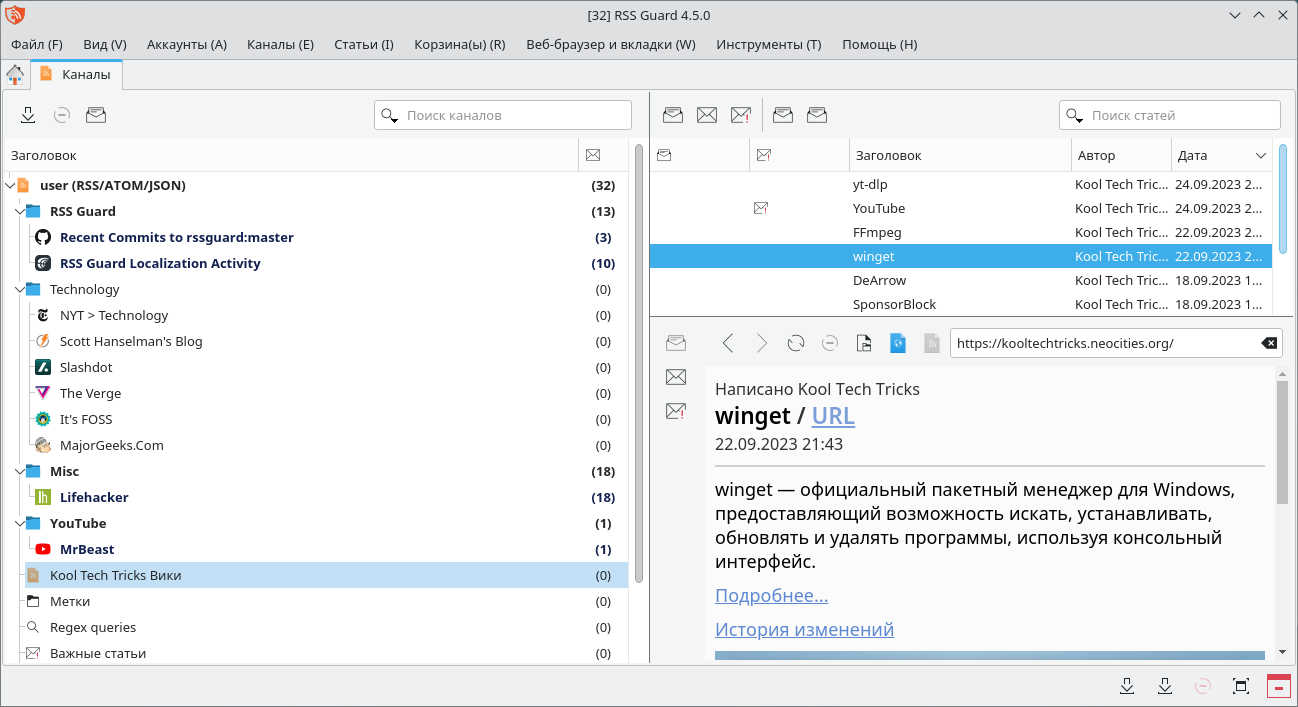 [32] RSS Guard 4.5.0
Файл (F) Вид (V) Аккаунты (A) Каналы (E) Статьи (I) Корзина(ы) (R) Веб-браузер и вкладки (W) Инструменты (T) Помощь (H)
Каналы
Поиск каналов
Заголовок
user (RSS/ATOM/JSON) (32)
RSS Guard (13)
Recent Commits to rssguard:master (3)
RSS Guard Localization Activity (10)
Technology (0)
NYT > Technology (0)
Scott Hanselman's Blog (0)
Slashdot (0)
The Verge (0)
It's FOSS (0)
MajorGeeks.Com (0)
Misc (18)
Lifehacker (18)
YouTube (1)
MrBeast (1)
Kool Tech Tricks Вики (0)
Метки (0)
Regex queries (0)
Важные статьи (0)
Поиск статей
Заголовок Автор Дата
yt-dlp Kool Tech Tric... 24.09.2023 2...
YouTube Kool Tech Tric... 24.09.2023 2...
FFmpeg Kool Tech Tric... 22.09.2023 2...
winget Kool Tech Tric... 22.09.2023 2...
DeArrow Kool Tech Tric... 18.09.2023 1...
SponsorBlock Kool Tech Tric... 18.09.2023 1...
https://kooltechtricks.neocities.org/
Написано Kool Tech Tricks
winget / URL
22.09.2023 21:43
winget — официальный пакетный менеджер для Windows,
предоставляющий возможность искать, устанавливать,
обновлять и удалять программы, используя консольный
интерфейс.
Подробнее...
История изменений